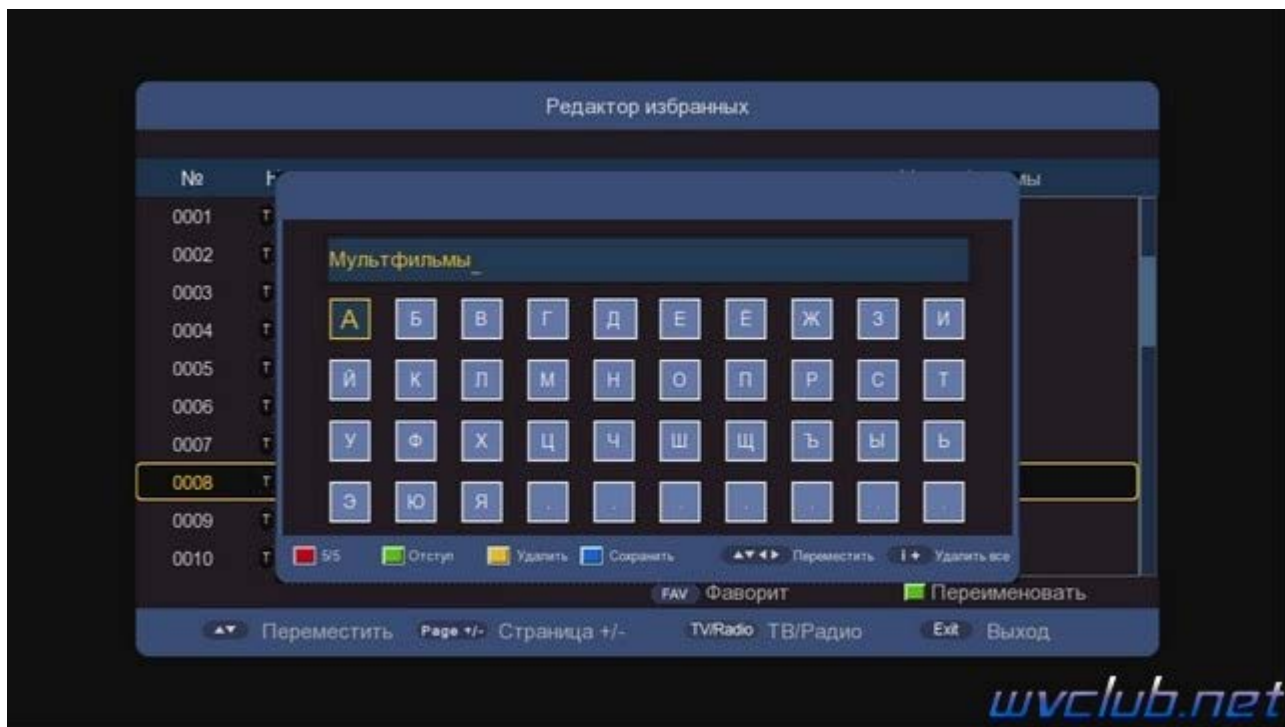 Редактор избранных
№
0001 T
0002 T
0003 T
0004 T
0005 T
0006 T
0007 T
0008 T
0009 T
0010 T
Мультфильмы_
А Б В Г Д Е Ё Ж З И
Й К Л М Н О П Р С Т
У Ф Х Ц Ч Ш Щ Ъ Ы Ь
Э Ю Я . . . . . . .
5/5 Отступ Удалить Сохранить ▲▼◀▶ Переместить i + Удалить все
FAV Фаворит Переименовать
▲▼ Переместить Page +/- Страница +/- TV/Radio ТВ/Радио Exit Выход
wvclub.net